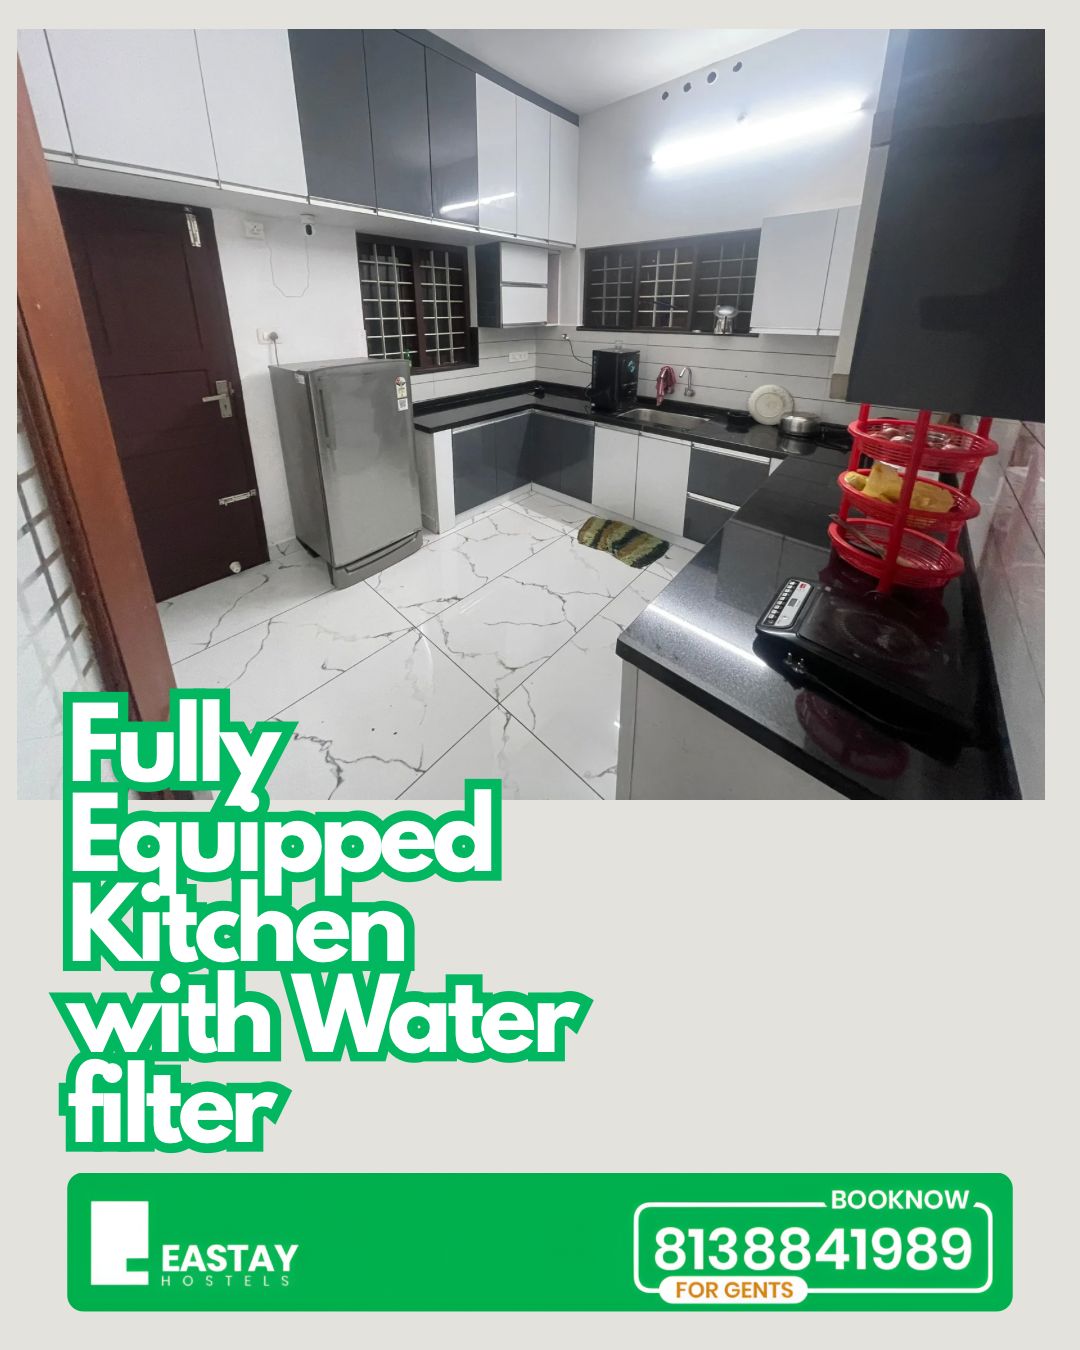 Fully
Equipped
Kitchen
with Water
filter
EASTAY
HOSTELS
BOOKNOW
8138841989
FOR GENTS